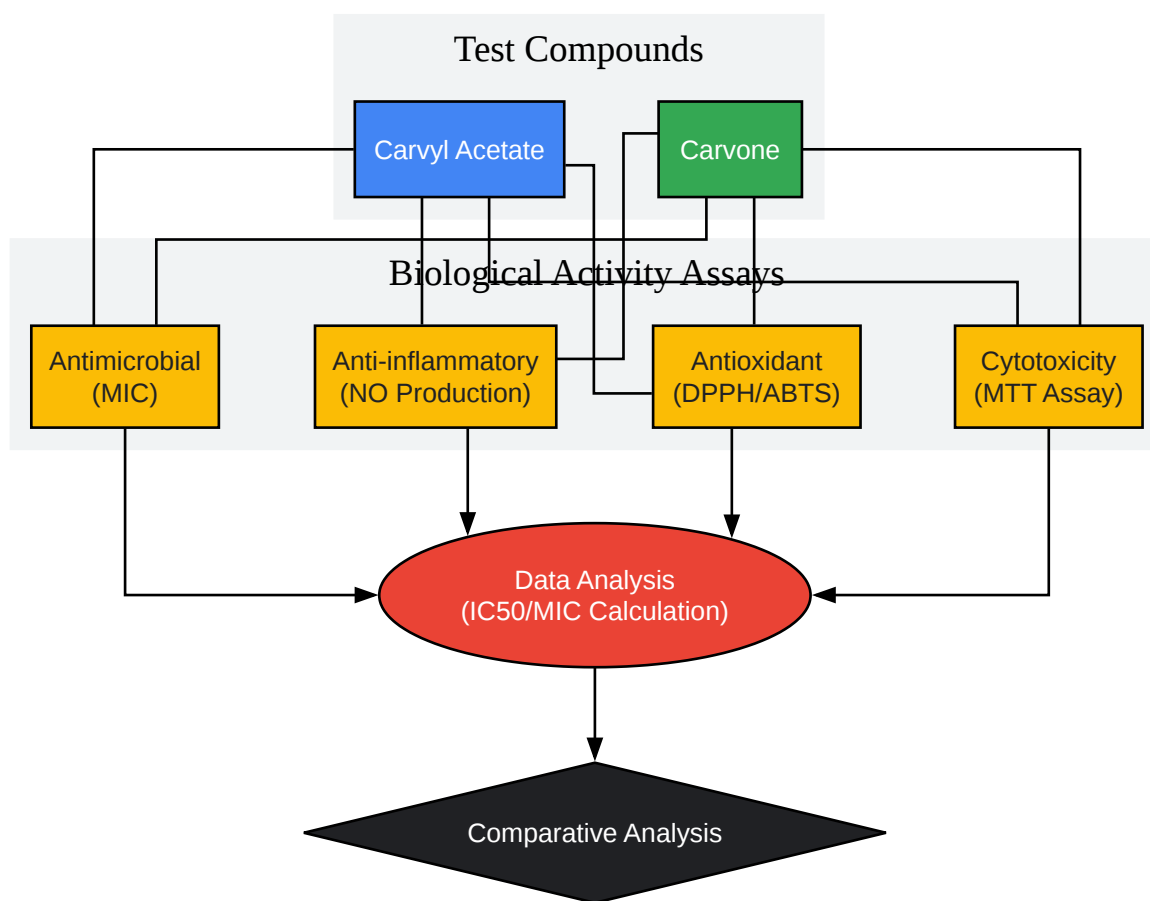 Test Compounds
Carvyl Acetate
Carvone
Biological Activity Assays
Antimicrobial
(MIC)
Anti-inflammatory
(NO Production)
Antioxidant
(DPPH/ABTS)
Cytotoxicity
(MTT Assay)
Data Analysis
(IC50/MIC Calculation)
Comparative Analysis